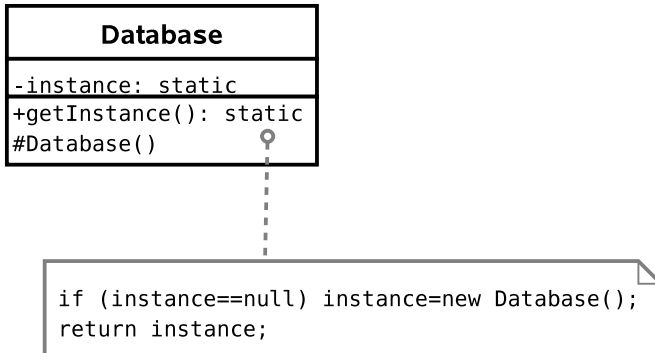 Database
-instance: static
+getInstance(): static
#Database()
if (instance==null) instance=new Database();
return instance;